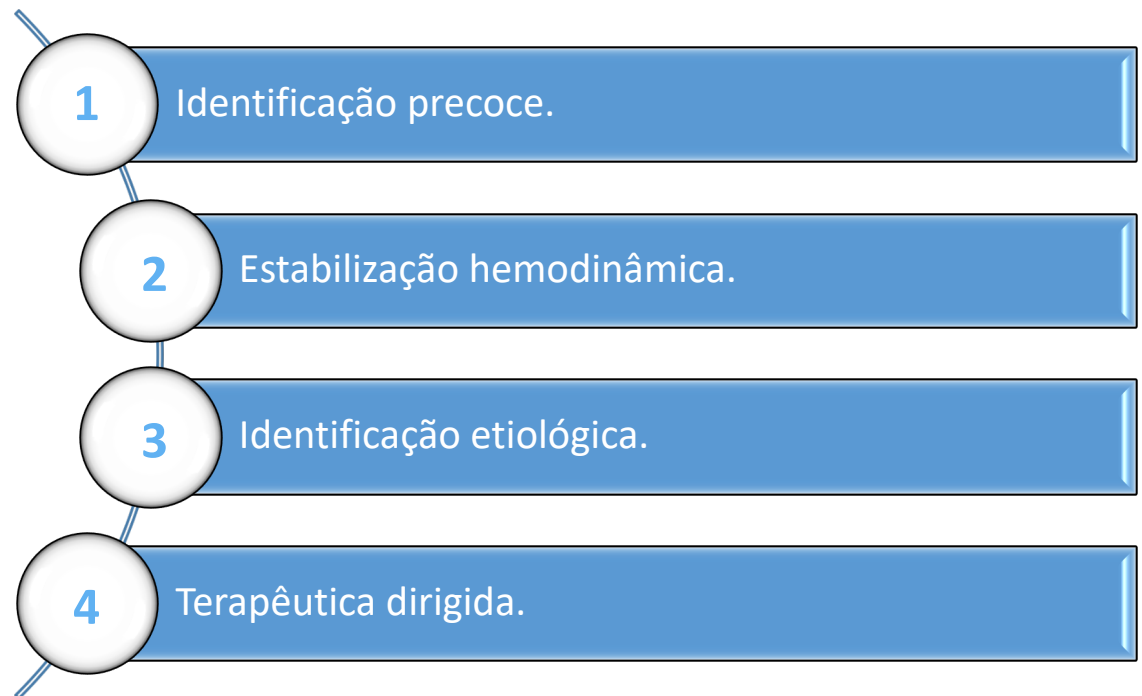 1
Identificação precoce.
2
Estabilização hemodinâmica.
3
Identificação etiológica.
4
Terapêutica dirigida.